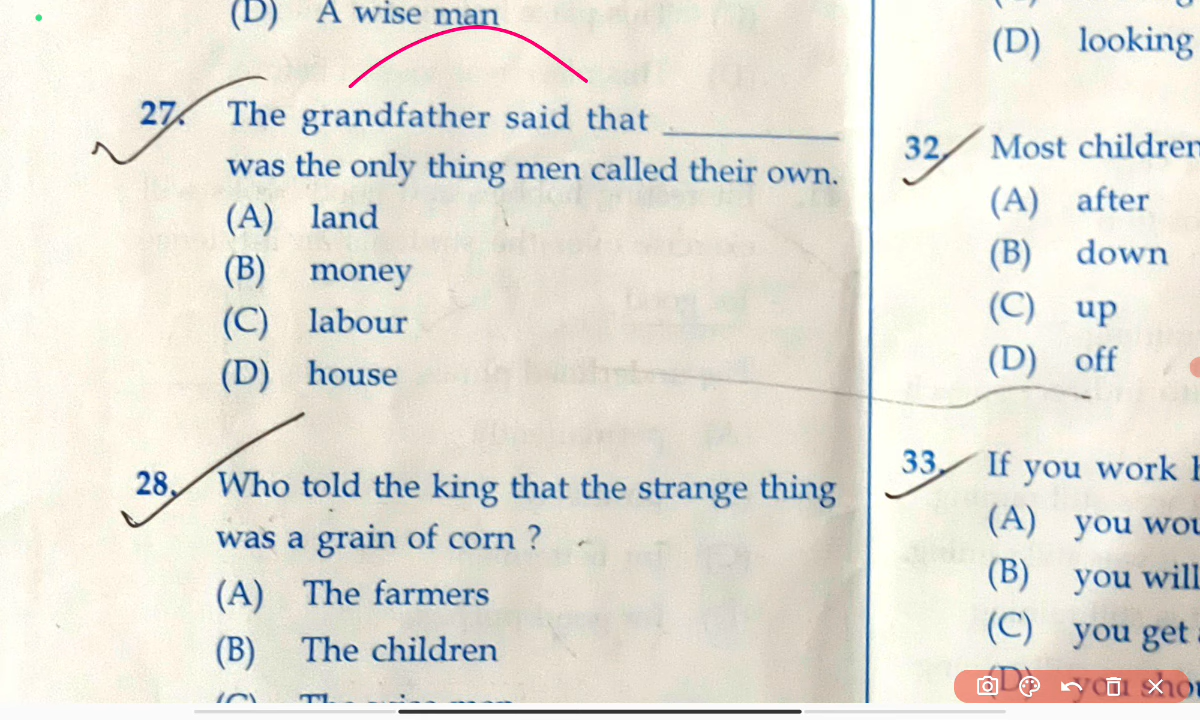 (D) A wise man
27. The grandfather said that ________
was the only thing men called their own.
(A) land
(B) money
(C) labour
(D) house
28. Who told the king that the strange thing
was a grain of corn ?
(A) The farmers
(B) The children
(D) looking
32. Most children
(A) after
(B) down
(C) up
(D) off
33. If you work
(A) you
(B) you will
(C) you get
(D) you